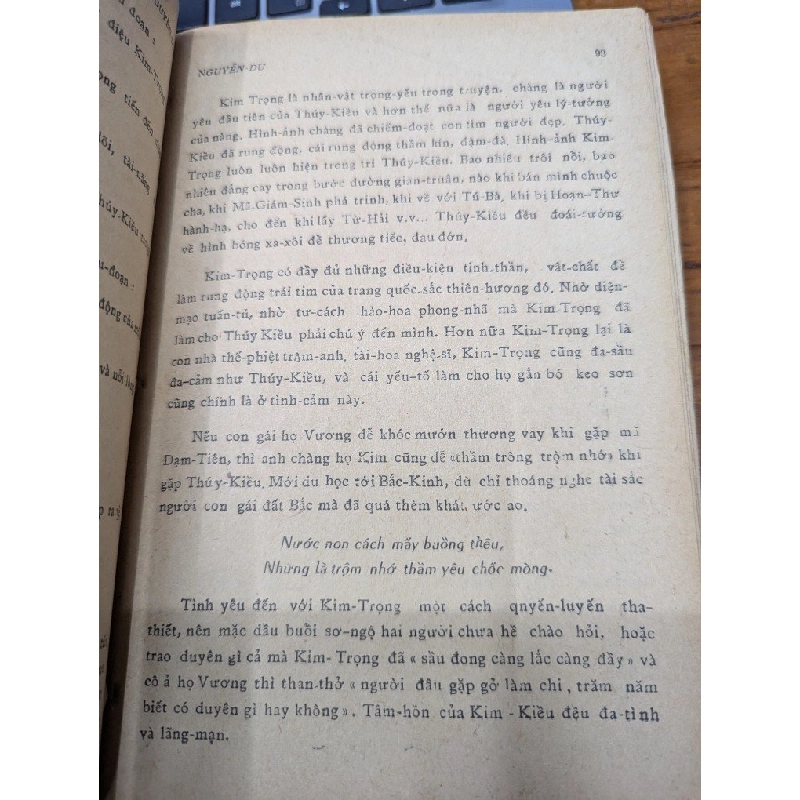 điệu Kim-Trọng
93
NGUYỄN-DU
Kim Trọng là nhân-vật trọng-yếu trong truyện, chàng là người
yêu đầu tiên của Thúy-Kiều và hơn thế nữa là người yêu lý-tưởng
của nàng. Hình-ảnh chàng đã chiếm-đoạt con tim người đẹp. Thúy-
Kiều đã rung động, cái rung động thầm kín, đậm-đà. Hình-ảnh Kim-
Trọng luôn luôn hiện trong trí Thúy-Kiều. Bao nhiêu trôi nổi, bao
nhiên đắng cay trong bước đường gian-truân, nào khi bán mình chuộc
cha, khi Mã-Giám-Sinh phá trinh, khi về với Tú-Bà, khi bị Hoạn-Thư
hành-hạ, cho đến khi lấy Từ-Hải v.v... Thúy-Kiều đều đoái-tưởng
về hình bóng xa-xôi để thương tiếc, đau đớn,
Kim-Trọng có đầy đủ những điều-kiện tinh-thần, vật-chất để
làm rung động trái tim của trang quốc-sắc thiên-hương đó. Nhờ diện-
mạo tuấn-tú, nhờ tư-cách hào-hoa phong-nhã mà Kim-Trọng đã
làm cho Thúy Kiều phải chú ý đến mình. Hơn nữa Kim-Trọng lại là
con nhà thế-phiệt trâm-anh, tài-hoa nghệ-sĩ, Kim-Trọng cũng đa-sầu
đa-cảm như Thúy-Kiều, và cái yếu-tố làm cho họ gắn bó keo sơn
cũng chính là ở tình-cảm này.
Nếu con gái họ Vương dễ khóc mướn thương vay khi gặp mả
Đạm-Tiên, thì anh chàng họ Kim cũng dễ «thầm trông trộm nhớ» khi
gặp Thúy-Kiều. Mới du học tới Bắc-Kinh, dù chỉ thoáng nghe tài sắc
người con gái đất Bắc mà đã quá thèm khát, ước ao.
Nước non cách mấy buồng thêu,
Những là trộm nhớ thầm yêu chốc mòng.
Tình yêu đến với Kim-Trọng một cách qnyến-luyến tha-
thiết, nên mặc dầu buổi sơ-ngộ hai người chưa hề chào hỏi, hoặc
trao duyên gì cả mà Kim-Trọng đã « sầu đong càng lắc càng đầy » và
cô ả họ Vương thì than-thở « người đâu gặp gở làm chi, trăm năm
biết có duyên gì hay không ». Tâm-hồn của Kim - Kiều đệu đa-tình
và lãng-mạn.